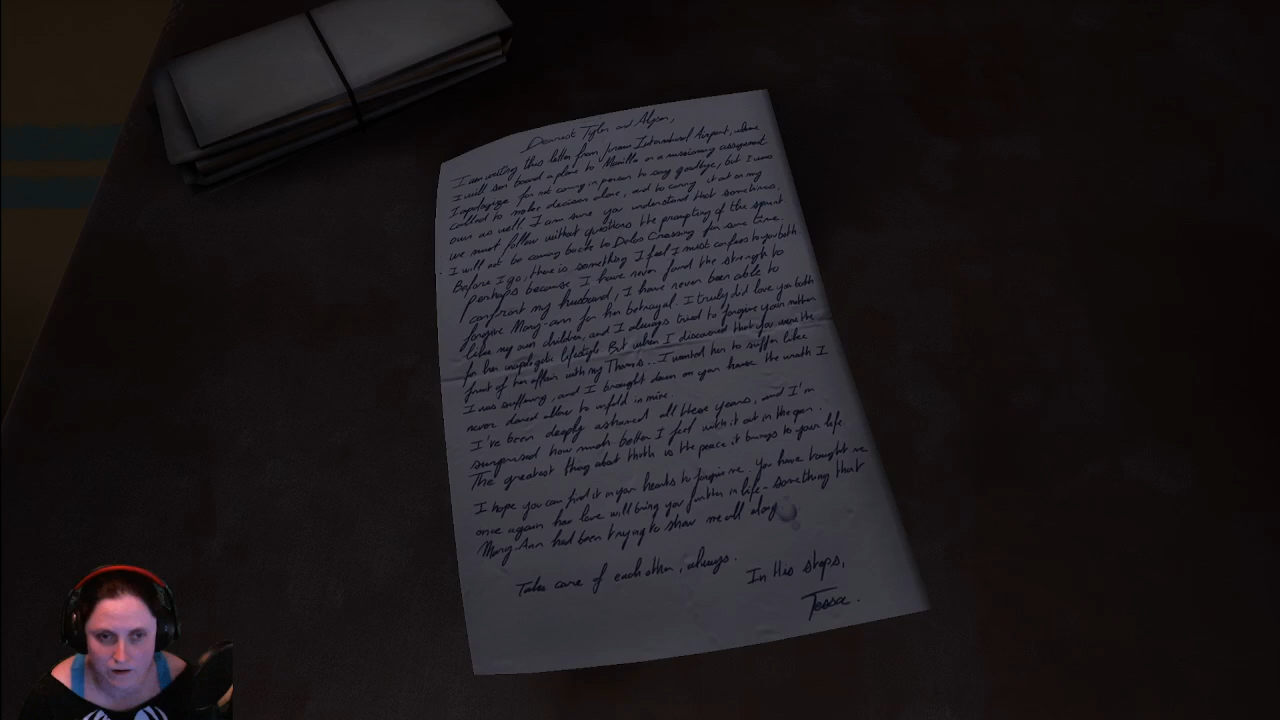 Dearest Tyler and Alyson,
I am writing this letter from Juneau International Airport, where
I will soon board a plane to Manilla on a missionary assignment.
I apologize for not coming in person to say goodbye, but I was
called to make decision alone, and to carry it out on my
own as well. I am sure you understand that sometimes,
we must follow without questions the prompting of the spirit.
I will not be coming back to Delos Crossing for some time.
Before I go, there is something I feel I must confess to you both.
perhaps because I have never found the strength to
confront my husband, I have never been able to
forgive Mary-ann for her betrayal. I truly did love you both
like my own children, and I always tried to forgive your mother
for her unapologetic lifestyle. But when I discovered that you were the
fruit of her affair with my Thomas... I wanted her to suffer like
I was suffering, and I brought down on your house the wrath I
never dared allow to unfold in mine.
I've been deeply ashamed all these years, and I'm
surprised how much better I feel with it out in the open.
The greatest thing about truth is the peace it brings to your life.
I hope you can find it in your hearts to forgive me. You have taught me
once again how love will bring you further in life - something that
Mary-Ann had been trying to show me all along
Take care of each other, always.
In His steps,
Tessa.